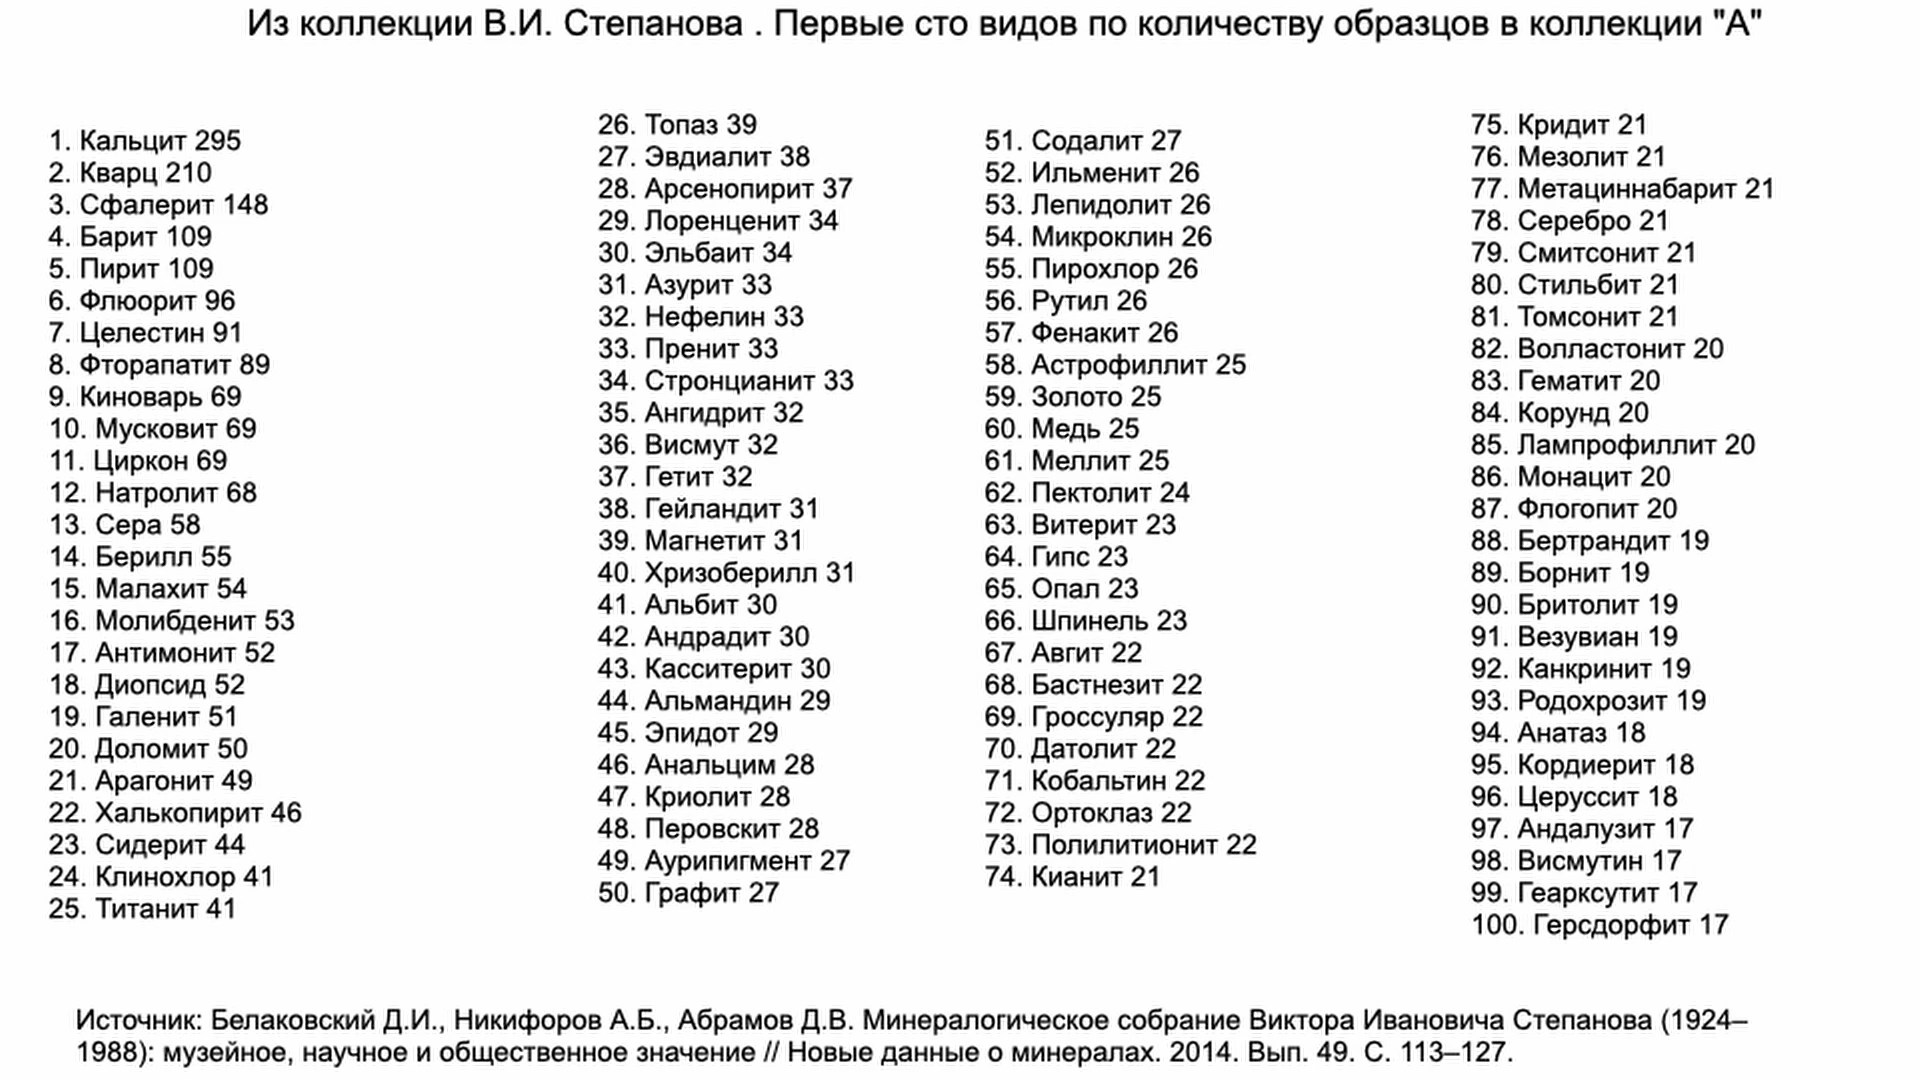 Из коллекции В.И. Степанова . Первые сто видов по количеству образцов в коллекции "А"
1. Кальцит 295
2. Кварц 210
3. Сфалерит 148
4. Барит 109
5. Пирит 109
6. Флюорит 96
7. Целестин 91
8. Фторапатит 89
9. Киноварь 69
10. Мусковит 69
11. Циркон 69
12. Натролит 68
13. Сера 58
14. Берилл 55
15. Малахит 54
16. Молибденит 53
17. Антимонит 52
18. Диопсид 52
19. Галенит 51
20. Доломит 50
21. Арагонит 49
22. Халькопирит 46
23. Сидерит 44
24. Клинохлор 41
25. Титанит 41
26. Топаз 39
27. Эвдиалит 38
28. Арсенопирит 37
29. Лоренценит 34
30. Эльбаит 34
31. Азурит 33
32. Нефелин 33
33. Пренит 33
34. Стронцианит 33
35. Ангидрит 32
36. Висмут 32
37. Гетит 32
38. Гейландит 31
39. Магнетит 31
40. Хризоберилл 31
41. Альбит 30
42. Андрадит 30
43. Касситерит 30
44. Альмандин 29
45. Эпидот 29
46. Анальцим 28
47. Криолит 28
48. Перовскит 28
49. Аурипигмент 27
50. Графит 27
51. Содалит 27
52. Ильменит 26
53. Лепидолит 26
54. Микроклин 26
55. Пирохлор 26
56. Рутил 26
57. Фенакит 26
58. Астрофиллит 25
59. Золото 25
60. Медь 25
61. Меллит 25
62. Пектолит 24
63. Витерит 23
64. Гипс 23
65. Опал 23
66. Шпинель 23
67. Авгит 22
68. Бастнезит 22
69. Гроссуляр 22
70. Датолит 22
71. Кобальтин 22
72. Ортоклаз 22
73. Полилитионит 22
74. Кианит 21
75. Кридит 21
76. Мезолит 21
77. Метациннабарит 21
78. Серебро 21
79. Смитсонит 21
80. Стильбит 21
81. Томсонит 21
82. Волластонит 20
83. Гематит 20
84. Корунд 20
85. Лампрофиллит 20
86. Монацит 20
87. Флогопит 20
88. Бертрандит 19
89. Борнит 19
90. Бритолит 19
91. Везувиан 19
92. Канкринит 19
93. Родохрозит 19
94. Анатаз 18
95. Кордиерит 18
96. Церуссит 18
97. Андалузит 17
98. Висмутин 17
99. Геарксутит 17
100. Герсдорфит 17
Источник: Белаковский Д.И., Никифоров А.Б., Абрамов Д.В. Минералогическое собрание Виктора Ивановича Степанова (1924–
1988): музейное, научное и общественное значение // Новые данные о минералах. 2014. Вып. 49. С. 113–127.